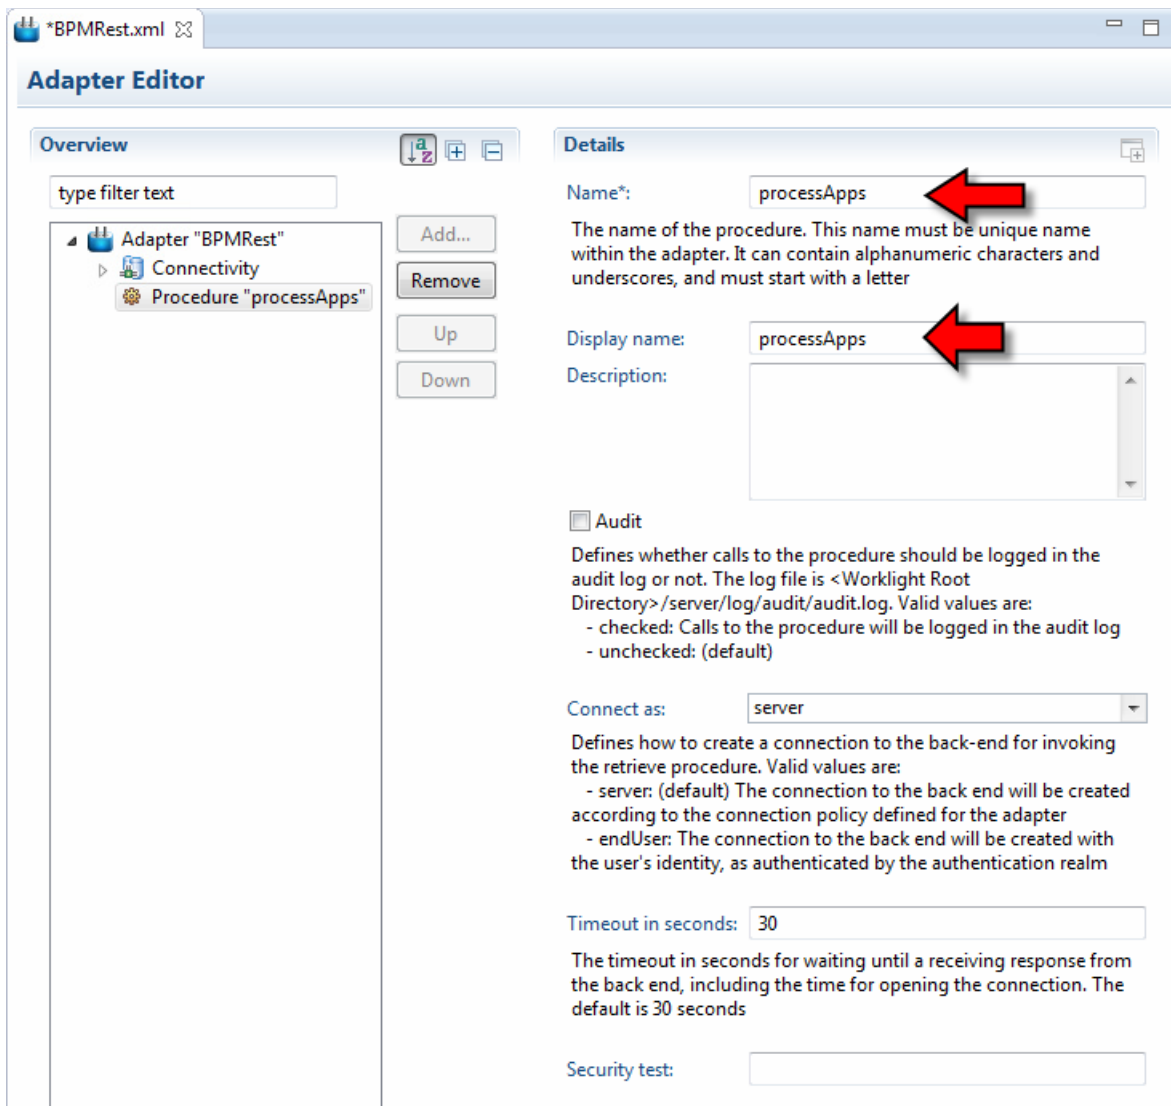 *BPMRest.xml
Adapter Editor
Overview
type filter text
Adapter "BPMRest"
Connectivity
Procedure "processApps"
Add...
Remove
Up
Down
Details
Name*: processApps
The name of the procedure. This name must be unique name
within the adapter. It can contain alphanumeric characters and
underscores, and must start with a letter
Display name: processApps
Description:
Audit
Defines whether calls to the procedure should be logged in the
audit log or not. The log file is <Worklight Root
Directory>/server/log/audit/audit.log. Valid values are:
- checked: Calls to the procedure will be logged in the audit log
- unchecked: (default)
Connect as: server
Defines how to create a connection to the back-end for invoking
the retrieve procedure. Valid values are:
- server: (default) The connection to the back end will be created
according to the connection policy defined for the adapter
- endUser: The connection to the back end will be created with
the user's identity, as authenticated by the authentication realm
Timeout in seconds: 30
The timeout in seconds for waiting until a receiving response from
the back end, including the time for opening the connection. The
default is 30 seconds
Security test: